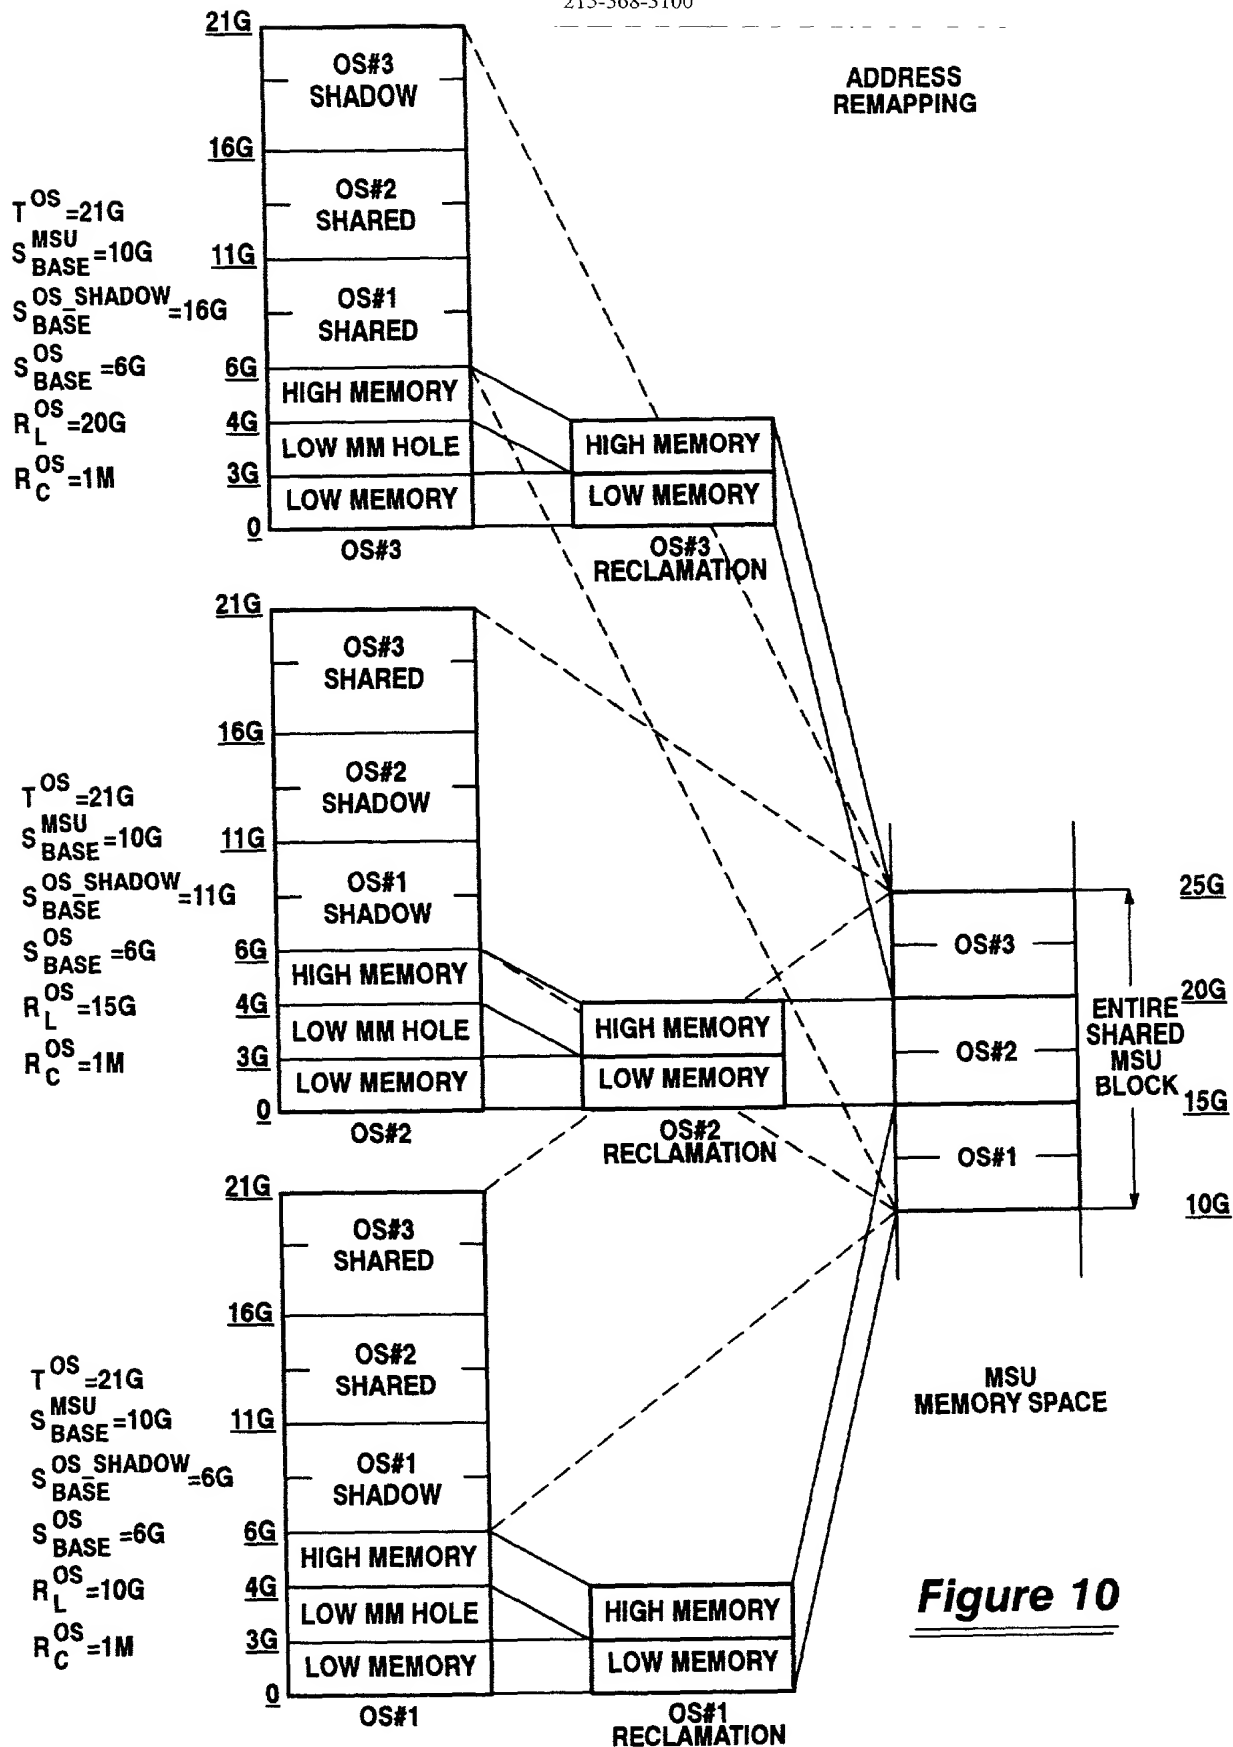 215-568-3100
ADDRESS
REMAPPING
21G
OS#3
SHADOW
16G
OS#2
SHARED
11G
OS#1
SHARED
6G
HIGH MEMORY
4G
LOW MM HOLE
3G
LOW MEMORY
0
OS#3
T^OS =21G
S^MSU_BASE =10G
S^OS_SHADOW_BASE =16G
S^OS_BASE =6G
R^OS_L =20G
R^OS_C =1M
HIGH MEMORY
LOW MEMORY
OS#3
RECLAMATION
21G
OS#3
SHARED
16G
OS#2
SHADOW
11G
OS#1
SHADOW
6G
HIGH MEMORY
4G
LOW MM HOLE
3G
LOW MEMORY
0
OS#2
T^OS =21G
S^MSU_BASE =10G
S^OS_SHADOW_BASE =11G
S^OS_BASE =6G
R^OS_L =15G
R^OS_C =1M
HIGH MEMORY
LOW MEMORY
OS#2
RECLAMATION
25G
OS#3
20G
OS#2
15G
OS#1
10G
ENTIRE
SHARED
MSU
BLOCK
MSU
MEMORY SPACE
21G
OS#3
SHARED
16G
OS#2
SHARED
11G
OS#1
SHADOW
6G
HIGH MEMORY
4G
LOW MM HOLE
3G
LOW MEMORY
0
OS#1
T^OS =21G
S^MSU_BASE =10G
S^OS_SHADOW_BASE =6G
S^OS_BASE =6G
R^OS_L =10G
R^OS_C =1M
HIGH MEMORY
LOW MEMORY
OS#1
RECLAMATION
Figure 10